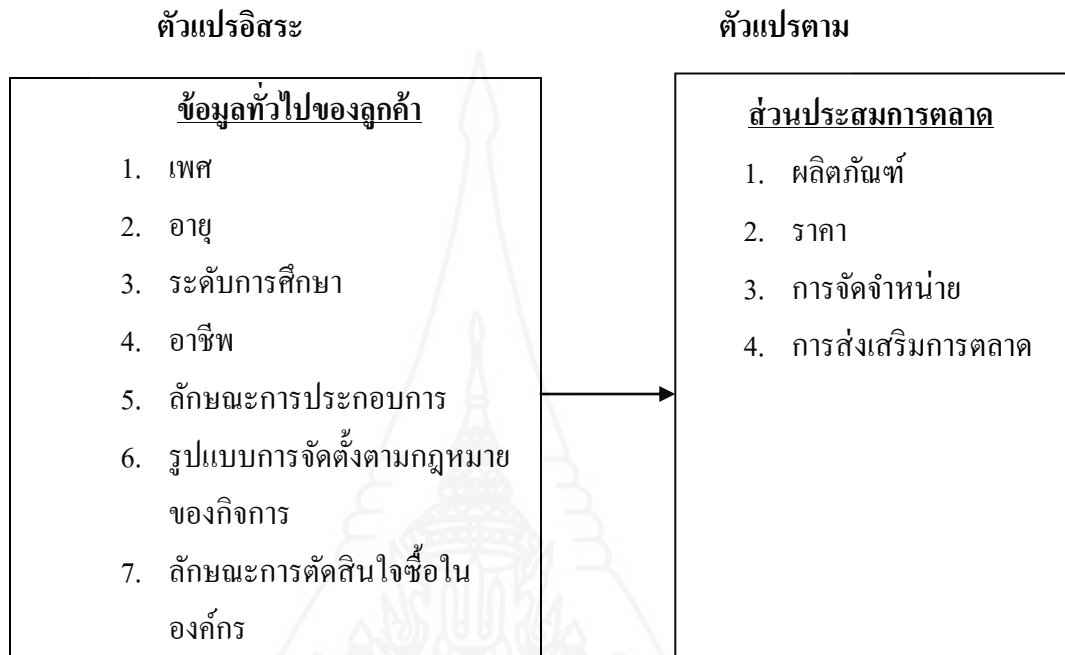 ตัวแปรอิสระ
ตัวแปรตาม
ข้อมูลทั่วไปของลูกค้า
1. เพศ
2. อายุ
3. ระดับการศึกษา
4. อาชีพ
5. ลักษณะการประกอบการ
6. รูปแบบการจัดตั้งตามกฎหมาย
ของกิจการ
7. ลักษณะการตัดสินใจซื้อใน
องค์กร
ส่วนประสมการตลาด
1. ผลิตภัณฑ์
2. ราคา
3. การจัดจำหน่าย
4. การส่งเสริมการตลาด